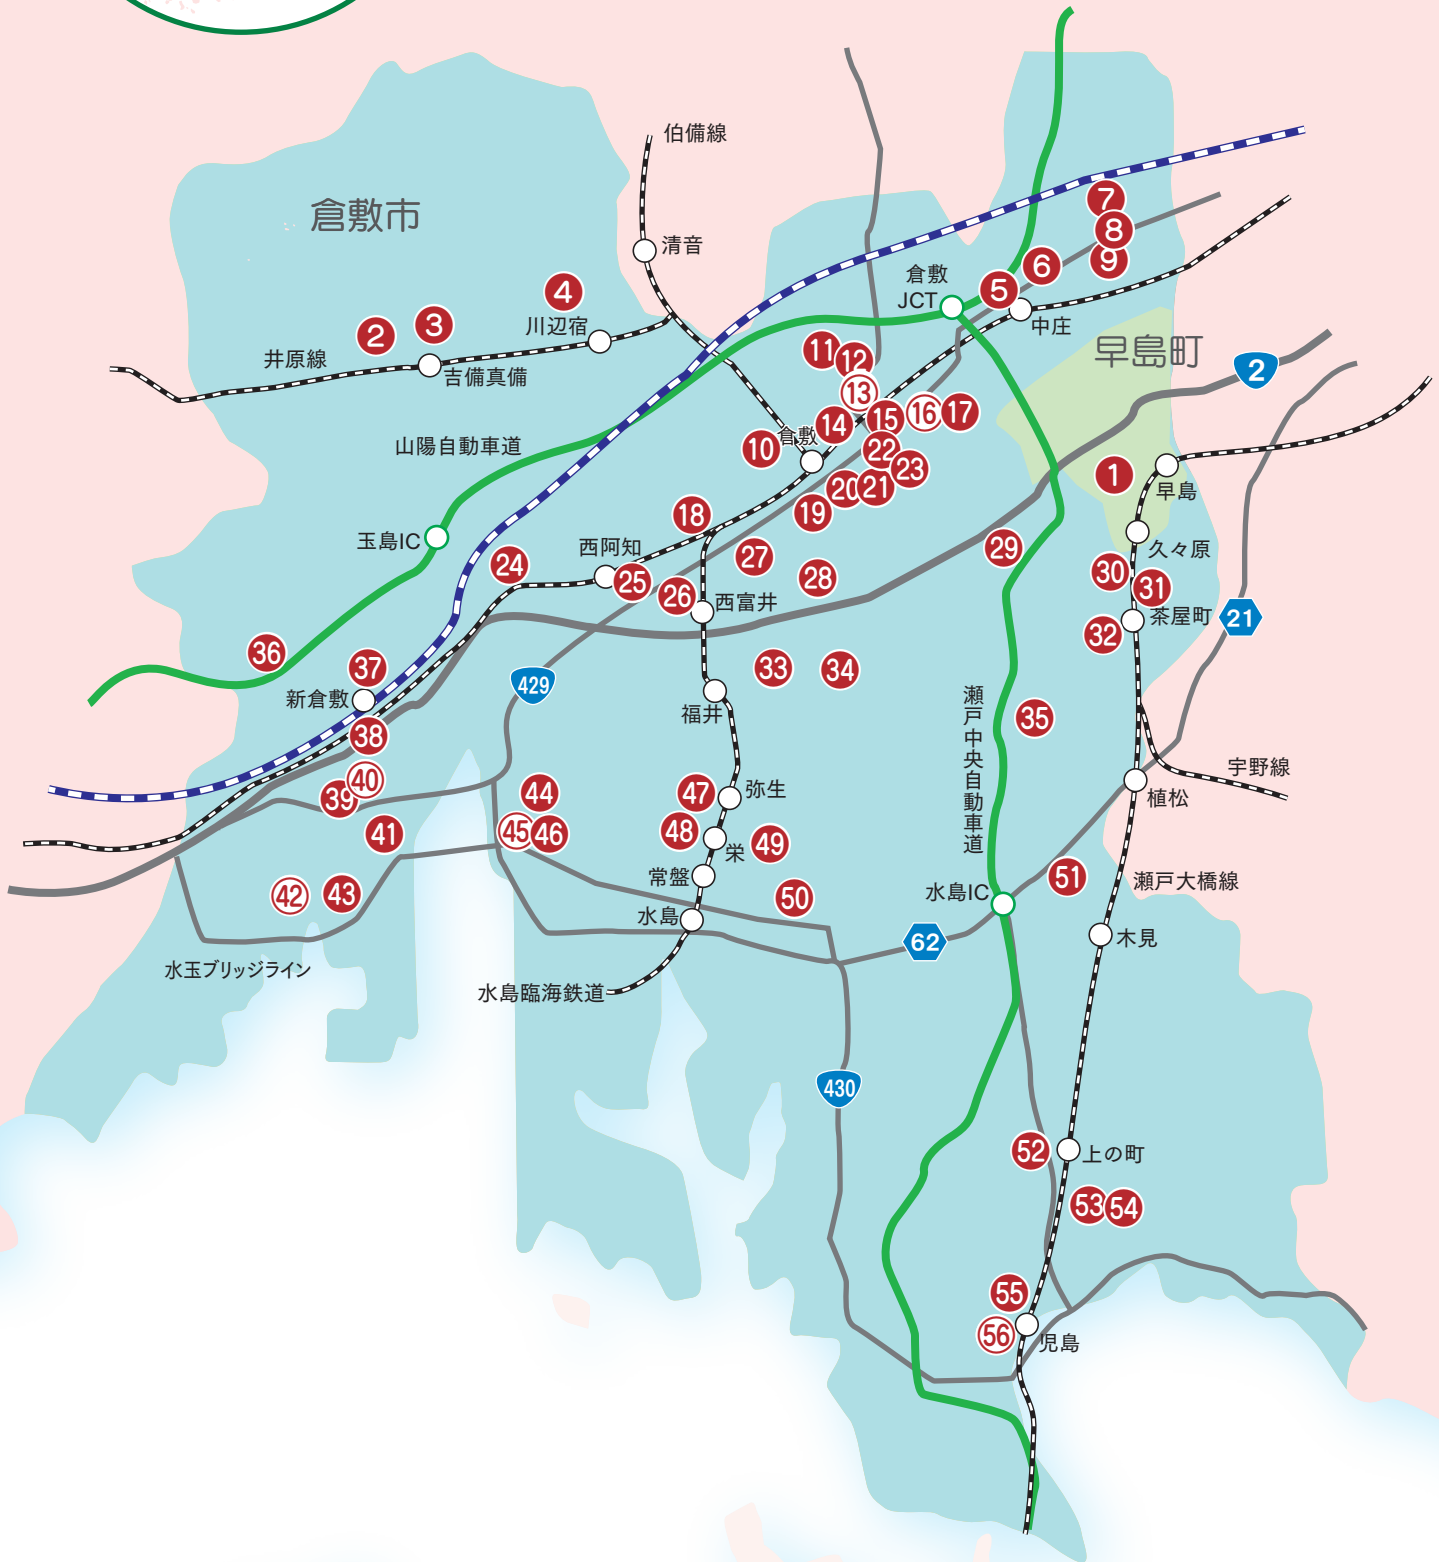 伯備線
倉敷市
清音
7
8
9
倉敷
JCT
6
5
中庄
4
川辺宿
3
2
井原線
吉備真備
早島町
2
11
12
13
14
15
16
17
倉敷
10
22
23
山陽自動車道
1
早島
20
21
19
18
久々原
玉島IC
西阿知
24
25
26
27
28
29
30
31
西富井
茶屋町
32
21
36
37
新倉敷
429
33
34
福井
35
瀬戸中央自動車道
38
40
39
41
44
45
46
47
弥生
48
栄
49
宇野線
植松
常盤
50
水島
42
43
水島IC
51
瀬戸大橋線
62
木見
水玉ブリッジライン
水島臨海鉄道
430
52
上の町
53
54
55
56
児島